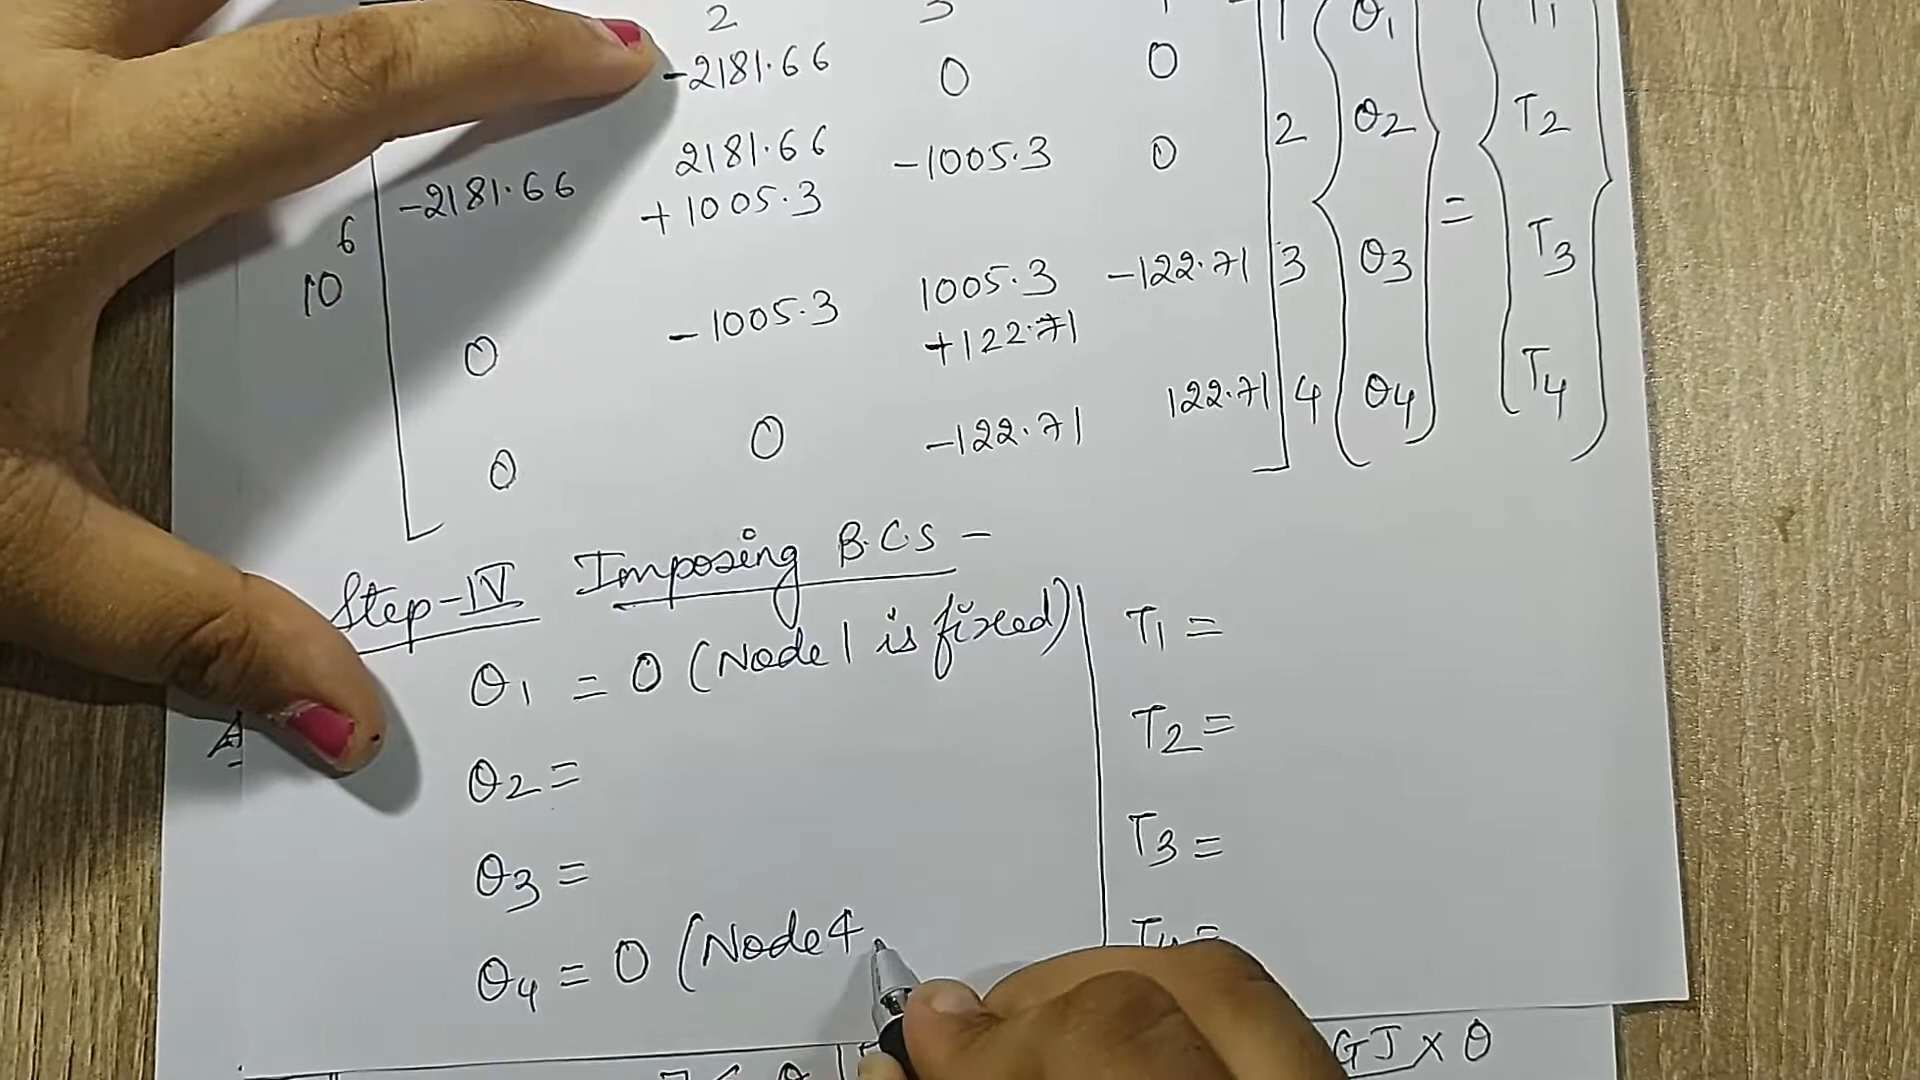 2 3
-2181.66 0 0 1 θ1 T1
-2181.66 2181.66 -1005.3 0 2 θ2 T2
+1005.3
10^6 =
0 -1005.3 1005.3 -122.71 3 θ3 T3
+122.71
0 0 -122.71 122.71 4 θ4 T4
Step-IV Imposing B.C.S -
θ1 = 0 (Node 1 is fixed) T1 =
θ2 = T2 =
θ3 = T3 =
θ4 = 0 (Node 4 T4 =
GJ × θ